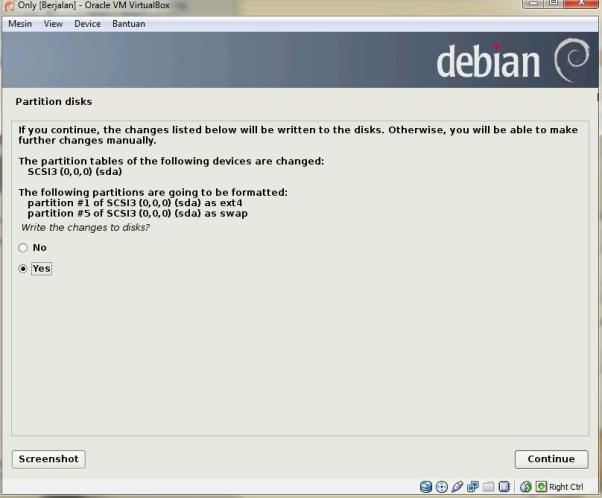 Only [Berjalan] - Oracle VM VirtualBox
Mesin View Device Bantuan
debian
Partition disks
If you continue, the changes listed below will be written to the disks. Otherwise, you will be able to make
further changes manually.
The partition tables of the following devices are changed:
SCSI3 (0,0,0) (sda)
The following partitions are going to be formatted:
partition #1 of SCSI3 (0,0,0) (sda) as ext4
partition #5 of SCSI3 (0,0,0) (sda) as swap
Write the changes to disks?
No
Yes
Screenshot
Continue
Right Ctrl